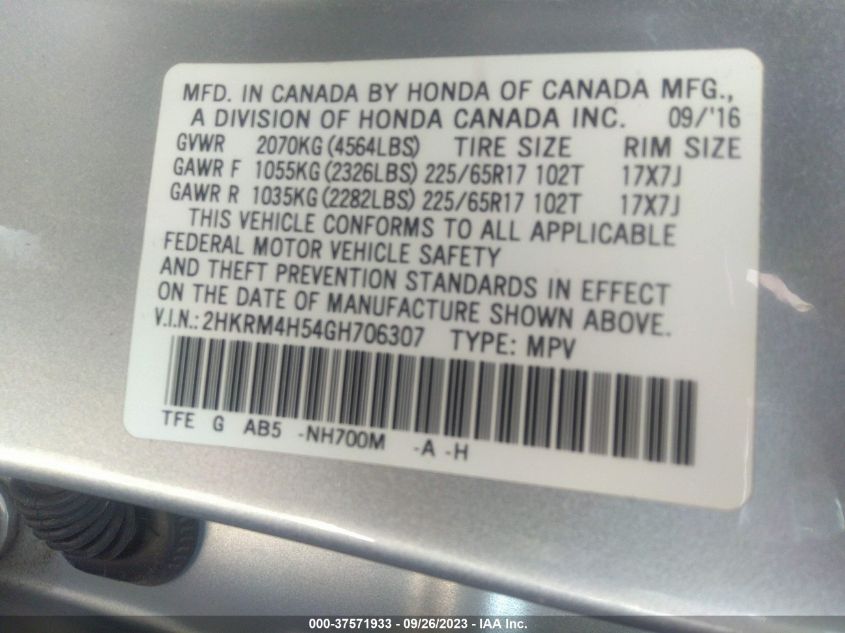 MFD. IN CANADA BY HONDA OF CANADA MFG.,
A DIVISION OF HONDA CANADA INC. 09/'16
GVWR 2070KG (4564LBS) TIRE SIZE RIM SIZE
GAWR F 1055KG (2326LBS) 225/65R17 102T 17X7J
GAWR R 1035KG (2282LBS) 225/65R17 102T 17X7J
THIS VEHICLE CONFORMS TO ALL APPLICABLE
FEDERAL MOTOR VEHICLE SAFETY
AND THEFT PREVENTION STANDARDS IN EFFECT
ON THE DATE OF MANUFACTURE SHOWN ABOVE.
V.I.N.: 2HKRM4H54GH706307 TYPE: MPV
TFE G AB5 -NH700M -A -H
000-37571933 / 09/26/2023 - IAA Inc.